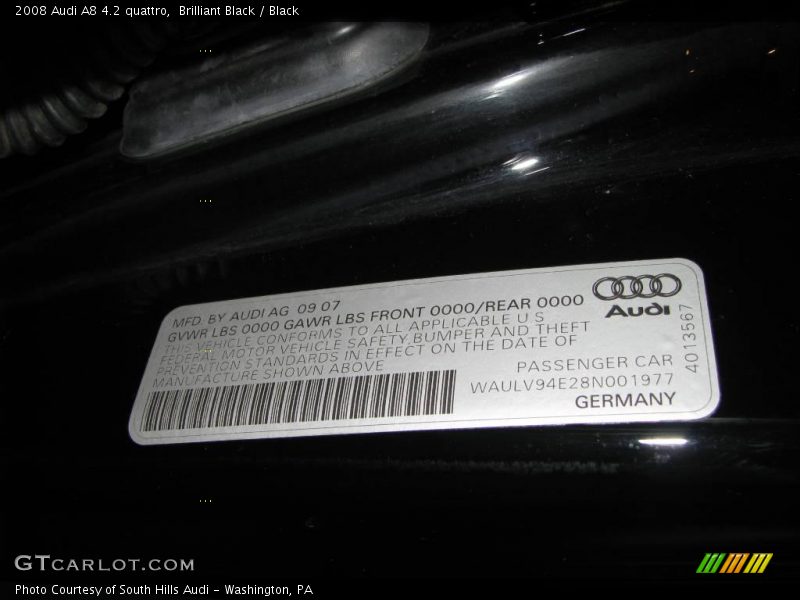 2008 Audi A8 4.2 quattro,  Brilliant Black / Black
MFD. BY AUDI AG 09 07
GVWR LBS 0000 GAWR LBS FRONT 0000/REAR 0000
THIS VEHICLE CONFORMS TO ALL APPLICABLE U S
FEDERAL MOTOR VEHICLE SAFETY,BUMPER AND THEFT
PREVENTION STANDARDS IN EFFECT ON THE DATE OF
MANUFACTURE SHOWN ABOVE
Audi
4013567
PASSENGER CAR
WAULV94E28N001977
GERMANY
GTCARLOT.COM
Photo Courtesy of South Hills Audi - Washington, PA